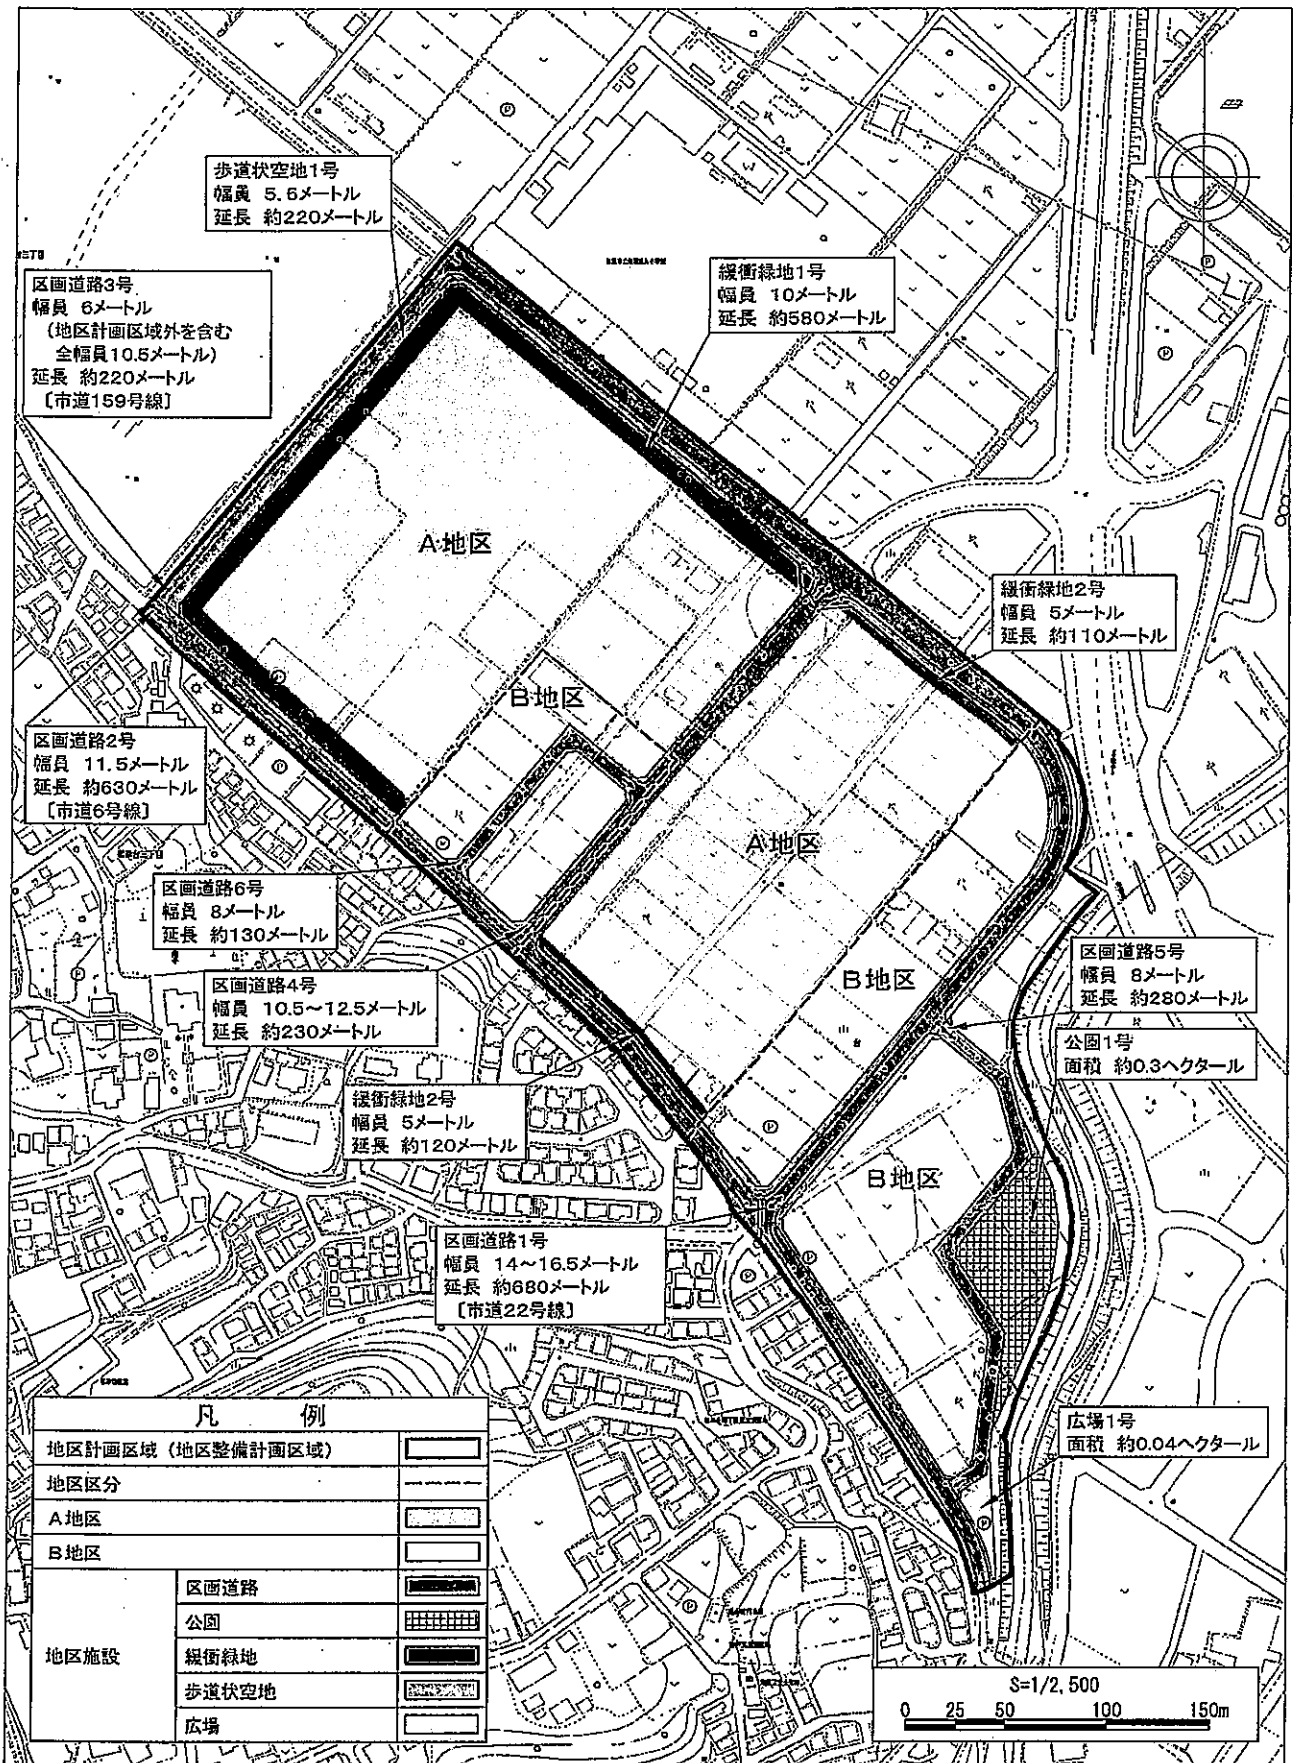 歩道状空地1号
幅員 5.6メートル
延長 約220メートル
区画道路3号
幅員 6メートル
(地区計画区域外を含む
全幅員10.5メートル)
延長 約220メートル
〔市道159号線〕
緩衝緑地1号
幅員 10メートル
延長 約580メートル
A地区
緩衝緑地2号
幅員 5メートル
延長 約110メートル
B地区
区画道路2号
幅員 11.5メートル
延長 約630メートル
〔市道6号線〕
A地区
区画道路6号
幅員 8メートル
延長 約130メートル
区画道路4号
幅員 10.5~12.5メートル
延長 約230メートル
B地区
区画道路5号
幅員 8メートル
延長 約280メートル
公園1号
面積 約0.3ヘクタール
緩衝緑地2号
幅員 5メートル
延長 約120メートル
B地区
区画道路1号
幅員 14~16.5メートル
延長 約680メートル
〔市道22号線〕
広場1号
面積 約0.04ヘクタール
凡 例
地区計画区域(地区整備計画区域)
地区区分
A地区
B地区
地区施設
区画道路
公園
緩衝緑地
歩道状空地
広場
S=1/2,500
0 25 50 100 150m